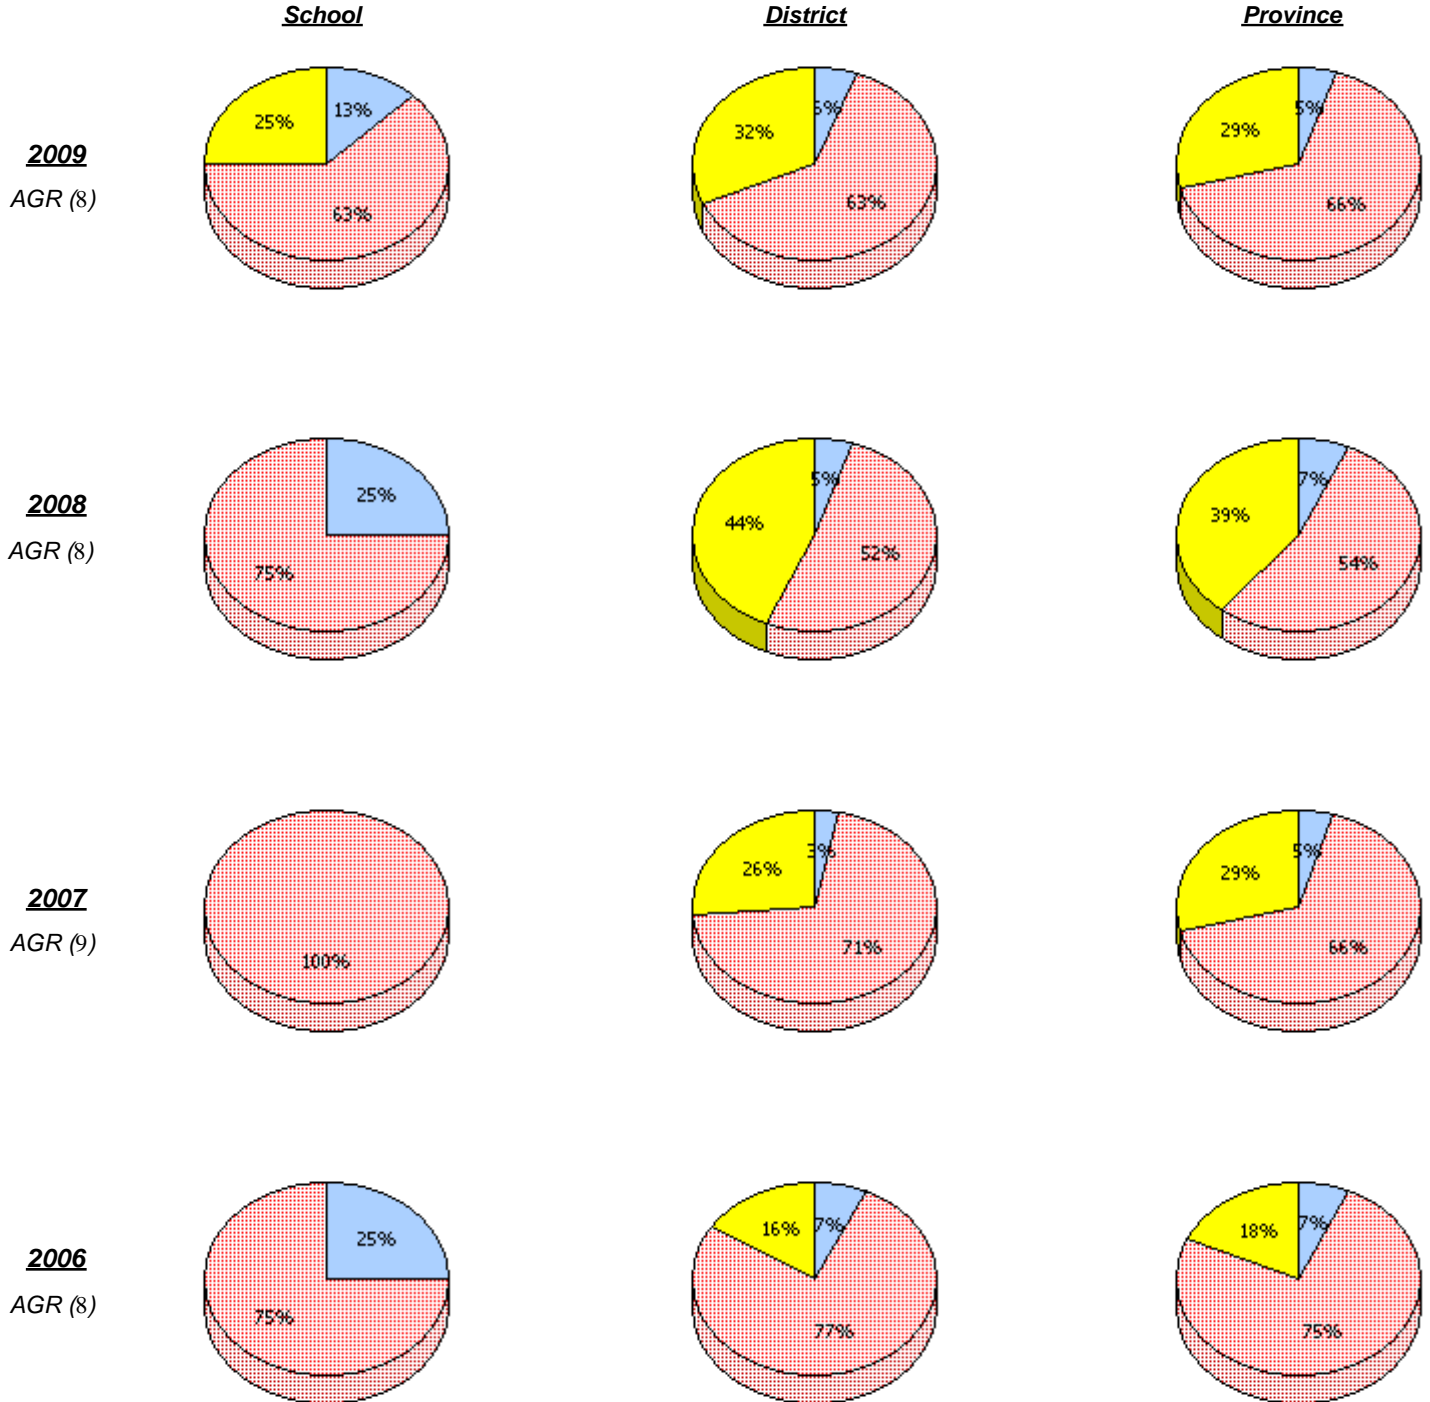 School District Province
25% 13% 32% 29% 5%
2009
AGR (8)
63% 63% 66%
25% 5% 7%
2008
AGR (8)
44% 39%
75% 52% 54%
3% 5%
26% 29%
2007
AGR (9)
100% 71% 66%
25% 16% 7% 18% 7%
2006
AGR (8)
75% 77% 75%